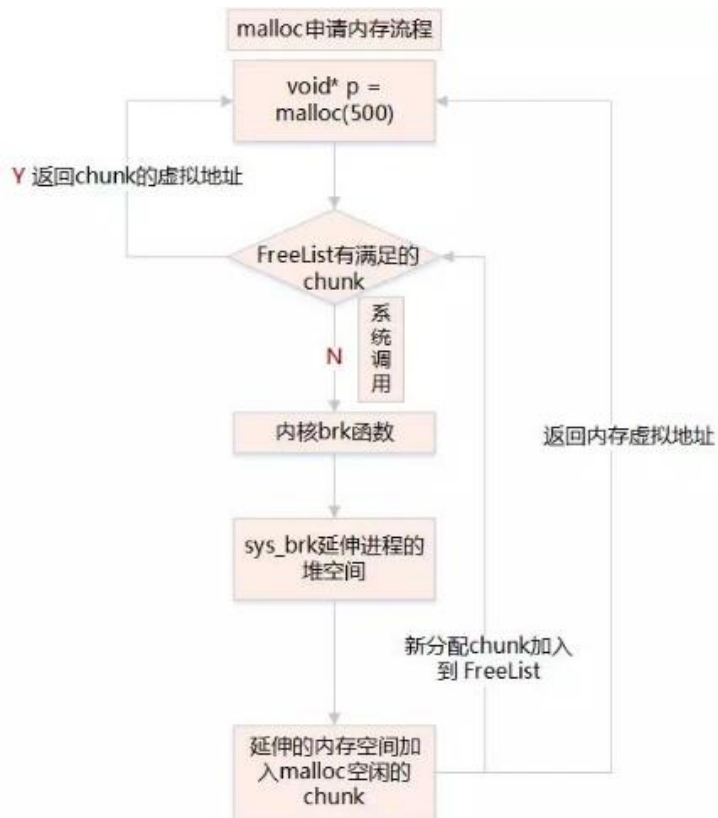 malloc申请内存流程
void* p =
malloc(500)
Y 返回chunk的虚拟地址
FreeList有满足的
chunk
系
统
调
用
N
内核brk函数
返回内存虚拟地址
sys_brk延伸进程的
堆空间
新分配chunk加入
到 FreeList
延伸的内存空间加
入malloc空闲的
chunk